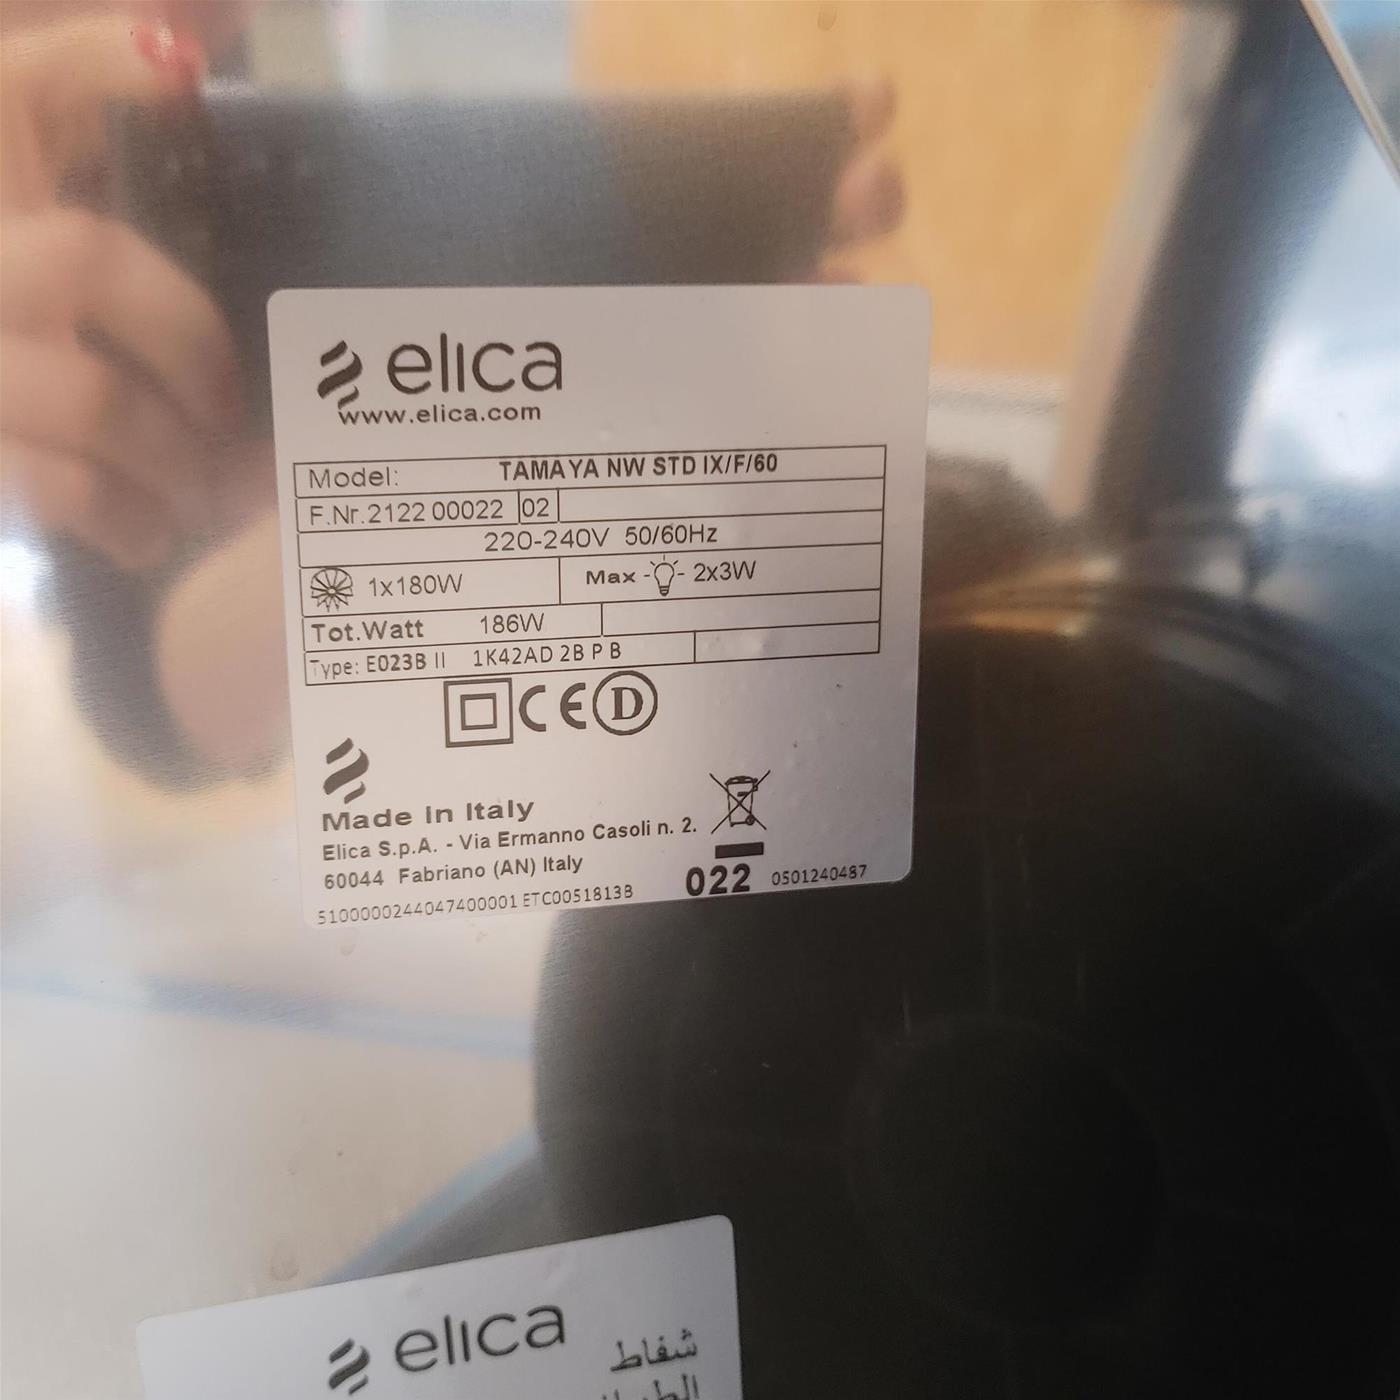 elica
www.elica.com
Model: TAMAYA NW STD IX/F/60
F.Nr.2122 00022 02
220-240V 50/60Hz
1x180W Max 2x3W
Tot.Watt 186W
Type: E023B II 1K42AD 2B P B
CE D
Made In Italy
Elica S.p.A. - Via Ermanno Casoli n. 2.
60044 Fabriano (AN) Italy
022 0501240487
5100000244047400001 ETC0051813B
elica
شفاط